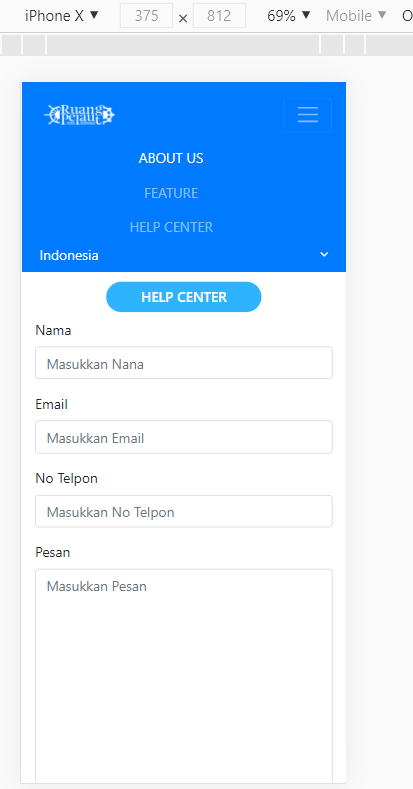 iPhone X ▼ 375 × 812 69% ▼ Mobile ▼ O
Ruang
Pelaut
ABOUT US
FEATURE
HELP CENTER
Indonesia
HELP CENTER
Nama
Masukkan Nana
Email
Masukkan Email
No Telpon
Masukkan No Telpon
Pesan
Masukkan Pesan